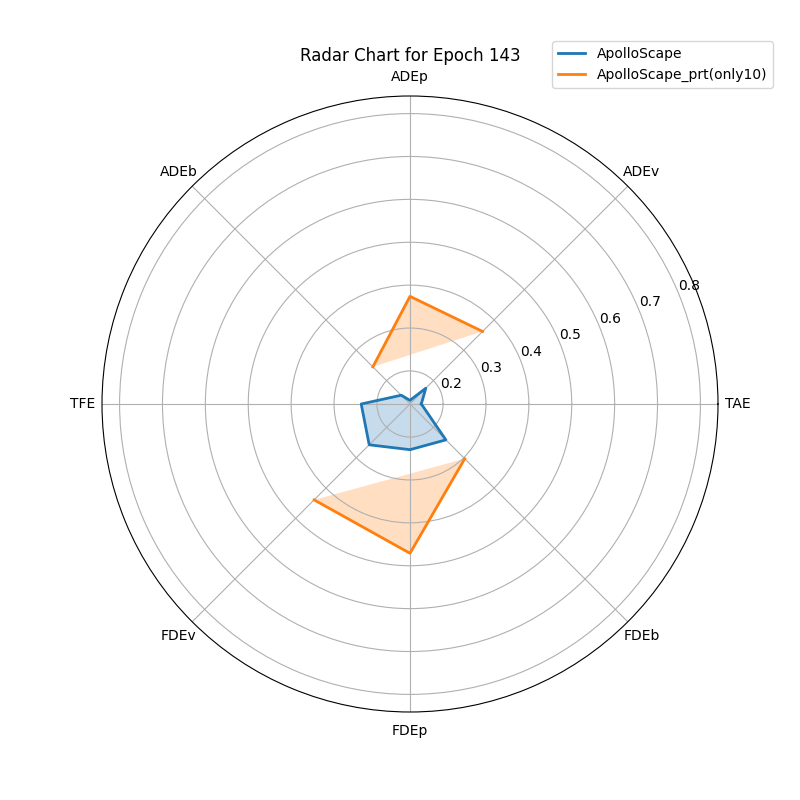 Radar Chart for Epoch 143
ApolloScape
ApolloScape_prt(only10)
ADEp
ADEb
ADEv
0.8
0.7
0.6
0.5
0.4
0.3
0.2
TFE
TAE
FDEv
FDEb
FDEp